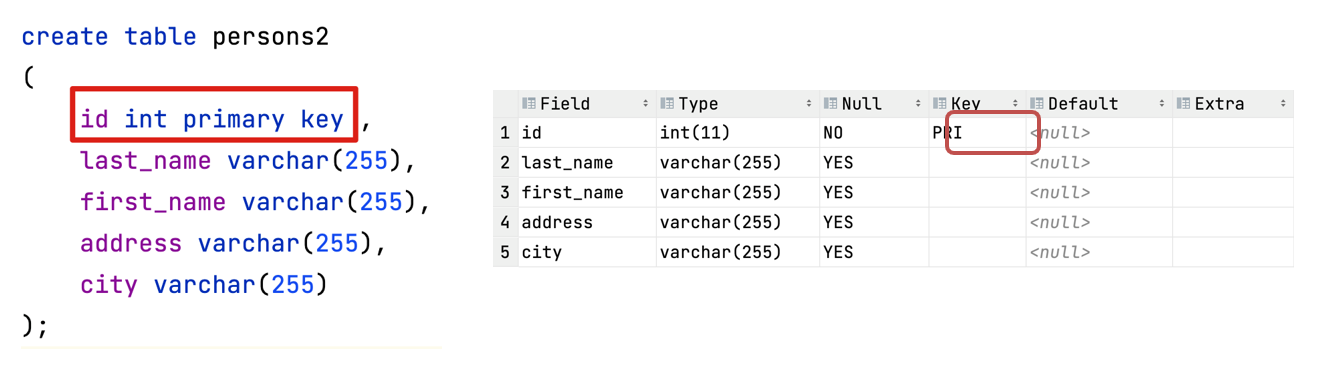 create table persons2
(
id int primary key ,
last_name varchar(255),
first_name varchar(255),
address varchar(255),
city varchar(255)
);
Field Type Null Key Default Extra
1 id int(11) NO PRI <null>
2 last_name varchar(255) YES <null>
3 first_name varchar(255) YES <null>
4 address varchar(255) YES <null>
5 city varchar(255) YES <null>